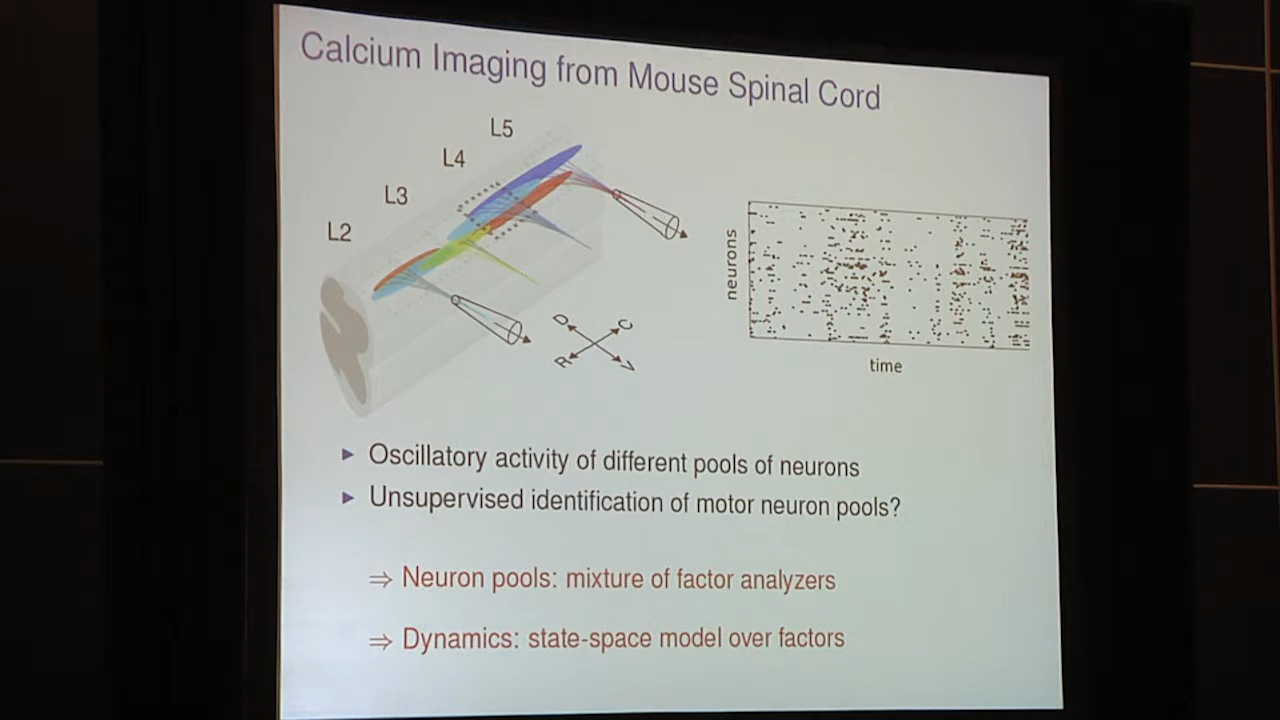 Calcium Imaging from Mouse Spinal Cord
L5
L4
L3
L2
D
C
R
V
neurons
time
Oscillatory activity of different pools of neurons
Unsupervised identification of motor neuron pools?
⇒ Neuron pools: mixture of factor analyzers
⇒ Dynamics: state-space model over factors